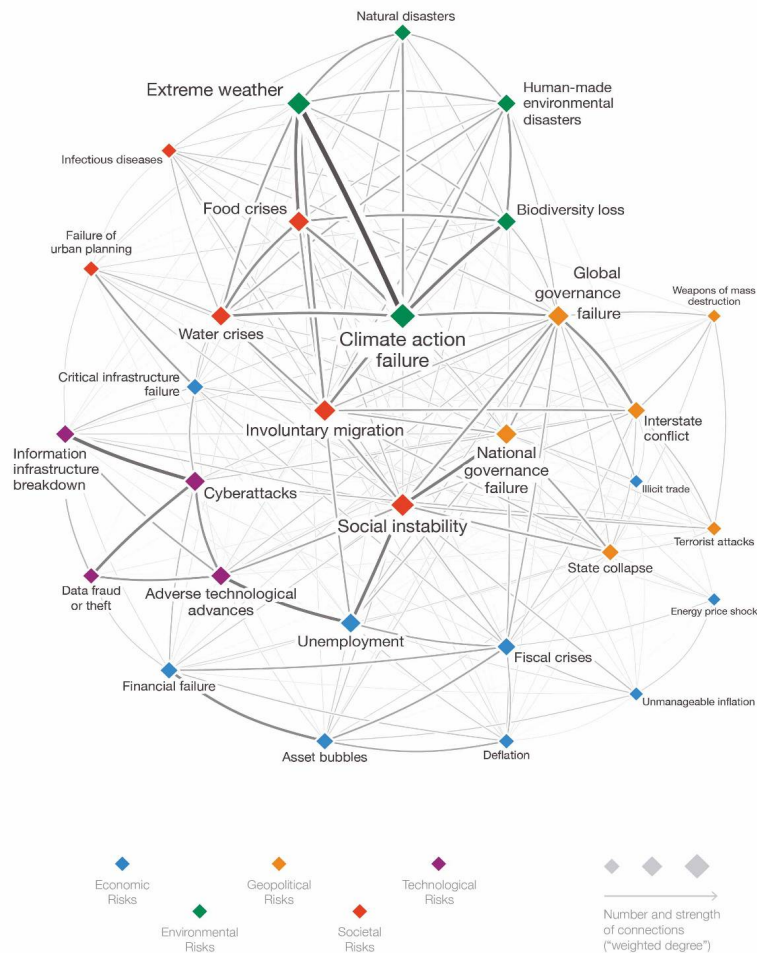 Natural disasters
Extreme weather
Human-made
environmental
disasters
Infectious diseases
Food crises
Biodiversity loss
Failure of
urban planning
Global
governance
failure
Weapons of mass
destruction
Water crises
Climate action
failure
Critical infrastructure
failure
Involuntary migration
Interstate
conflict
Information
infrastructure
breakdown
National
governance
failure
Cyberattacks
Illicit trade
Social instability
Terrorist attacks
State collapse
Data fraud
or theft
Adverse technological
advances
Energy price shock
Unemployment
Fiscal crises
Financial failure
Unmanageable inflation
Asset bubbles
Deflation
Economic
Risks
Geopolitical
Risks
Technological
Risks
Environmental
Risks
Societal
Risks
Number and strength
of connections
("weighted degree")